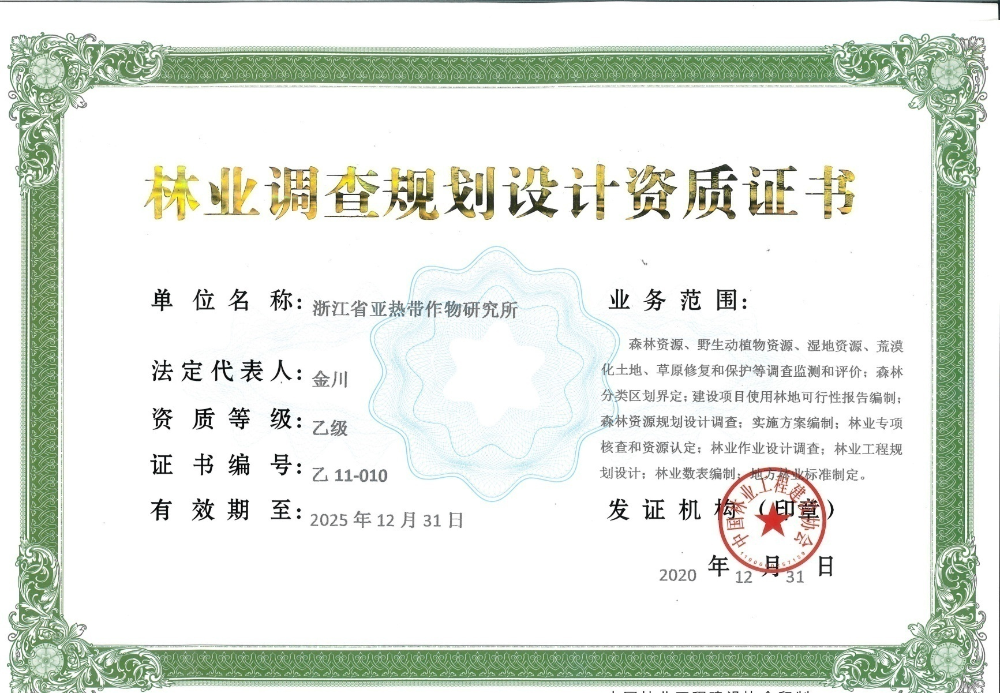 林业调查规划设计资质证书
单位名称：浙江省亚热带作物研究所
法定代表人：金川
资质等级：乙级
证书编号：乙 11-010
有效期至：2025 年 12 月 31 日
业务范围：
森林资源、野生动植物资源、湿地资源、荒漠
化土地、草原修复和保护等调查监测和评价；森林
分类区划界定；建设项目使用林地可行性报告编制；
森林资源规划设计调查；实施方案编制；林业专项
核查和资源认定；林业作业设计调查；林业工程规
划设计；林业数表编制；地方林业标准制定。
发证机构（印章）
中国林业工程建设协会
2020 年 12 月 31 日